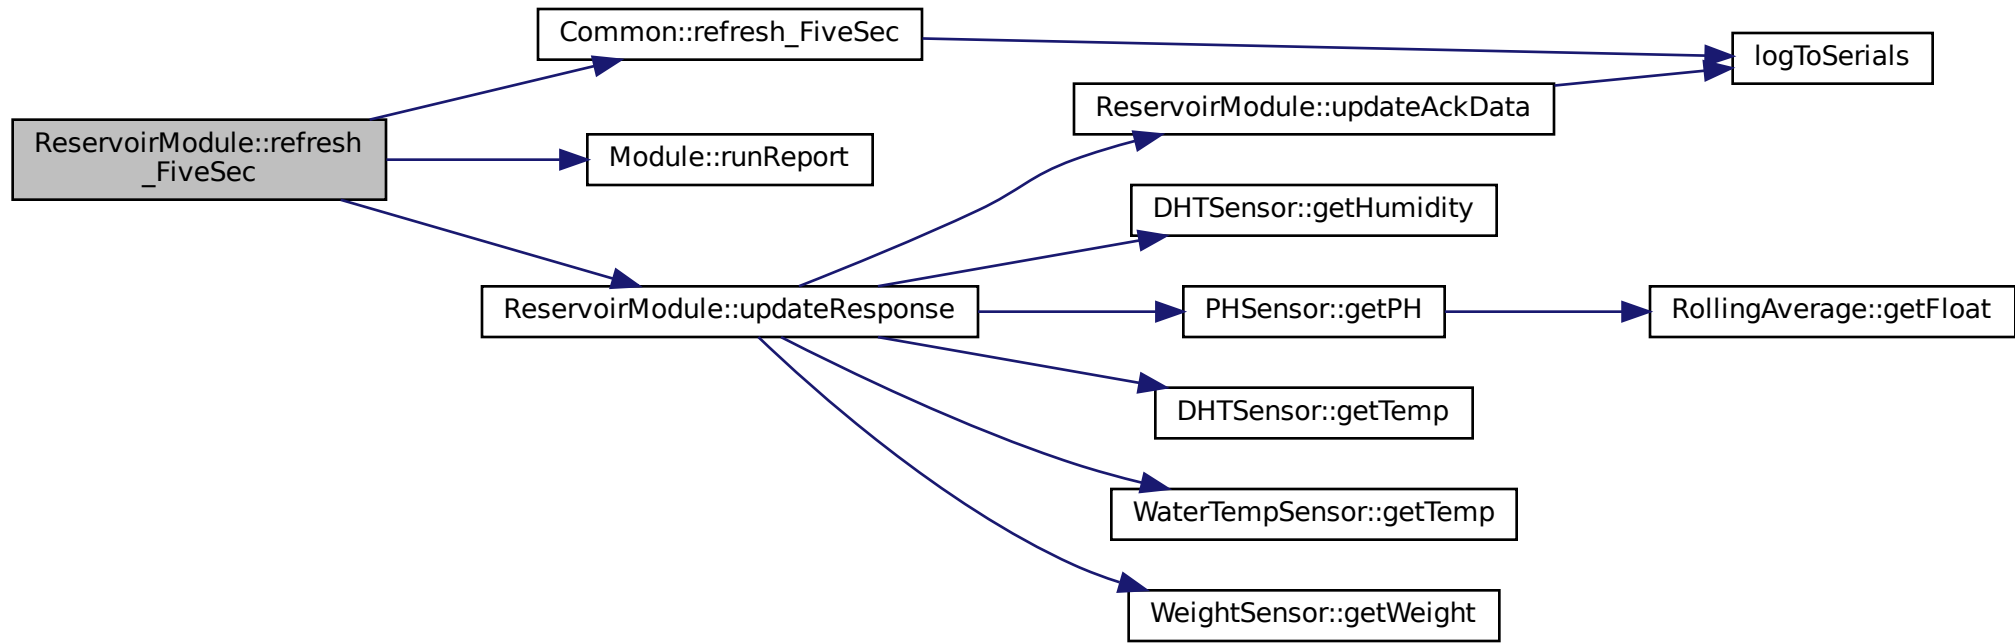 Common::refresh_FiveSec
logToSerials
ReservoirModule::updateAckData
ReservoirModule::refresh
_FiveSec
Module::runReport
DHTSensor::getHumidity
ReservoirModule::updateResponse
PHSensor::getPH
RollingAverage::getFloat
DHTSensor::getTemp
WaterTempSensor::getTemp
WeightSensor::getWeight